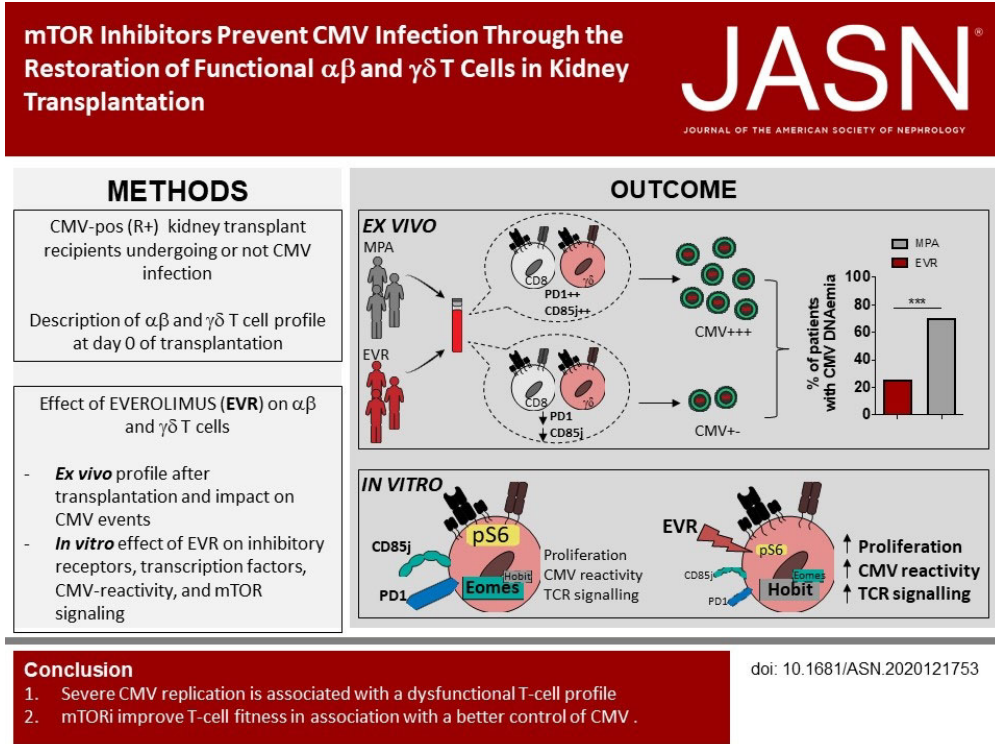 mTOR Inhibitors Prevent CMV Infection Through the
Restoration of Functional αβ and γδ T Cells in Kidney
Transplantation
JASN®
JOURNAL OF THE AMERICAN SOCIETY OF NEPHROLOGY
METHODS
CMV-pos (R+) kidney transplant
recipients undergoing or not CMV
infection
Description of αβ and γδ T cell profile
at day 0 of transplantation
Effect of EVEROLIMUS (EVR) on αβ
and γδ T cells
- Ex vivo profile after
transplantation and impact on
CMV events
- In vitro effect of EVR on inhibitory
receptors, transcription factors,
CMV-reactivity, and mTOR
signaling
OUTCOME
EX VIVO
MPA
EVR
CD8
γδ
PD1++
CD85j++
CMV+++
CD8
γδ
↓ PD1
↓ CD85j
CMV+-
MPA
EVR
% of patients
with CMV DNAemia
100
80
60
40
20
0
***
IN VITRO
CD85j
PD1
pS6
Hobit
Eomes
Proliferation
CMV reactivity
TCR signalling
EVR
CD85j
PD1
pS6
Eomes
Hobit
↑ Proliferation
↑ CMV reactivity
↑ TCR signalling
Conclusion
1. Severe CMV replication is associated with a dysfunctional T-cell profile
2. mTORi improve T-cell fitness in association with a better control of CMV .
doi: 10.1681/ASN.2020121753